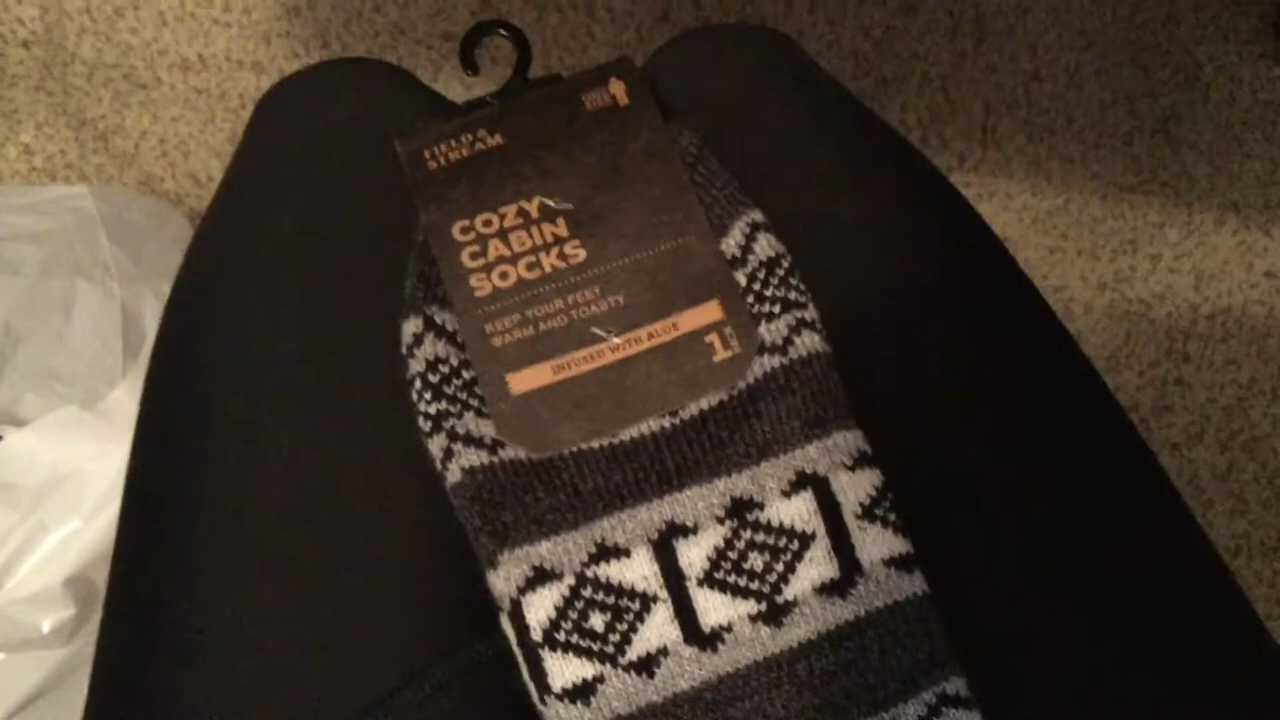 FIELD &
STREAM
COZY
CABIN
SOCKS
KEEP YOUR FEET
WARM AND TOASTY
INFUSED WITH ALOE
1